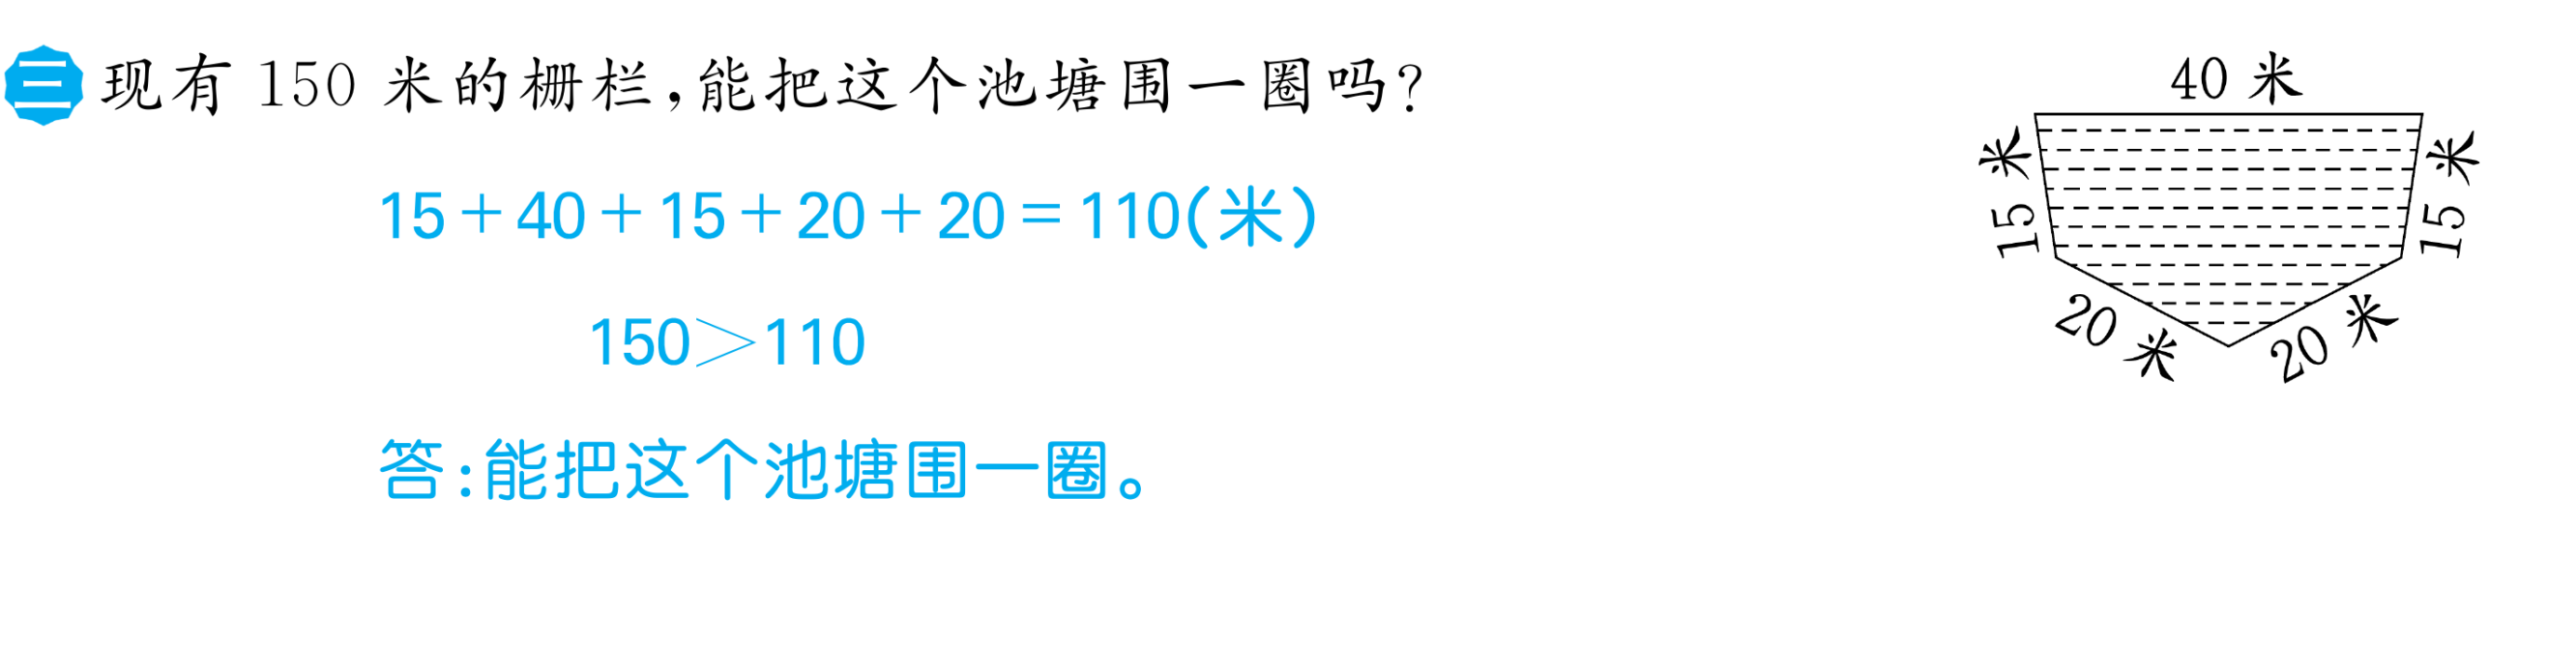 三 现有 150 米的栅栏,能把这个池塘围一圈吗?
40 米
15 米
15 米
20 米
20 米
15+40+15+20+20=110(米)
150>110
答:能把这个池塘围一圈。